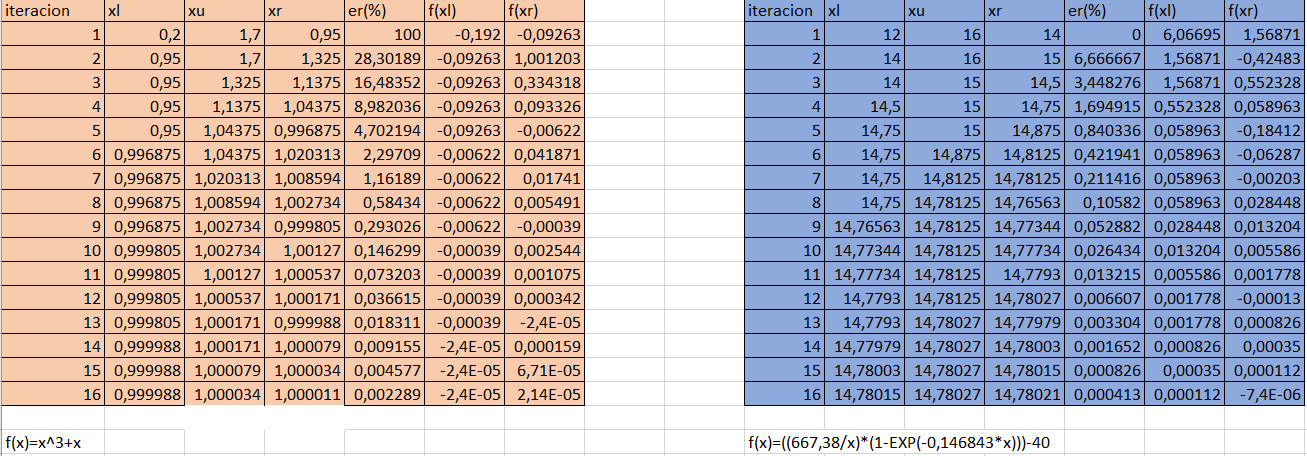 iteracion xl xu xr er(%) f(xl) f(xr) iteracion xl xu xr er(%) f(xl) f(xr)
1 0,2 1,7 0,95 100 -0,192 -0,09263 1 12 16 14 0 6,06695 1,56871
2 0,95 1,7 1,325 28,30189 -0,09263 1,001203 2 14 16 15 6,666667 1,56871 -0,42483
3 0,95 1,325 1,1375 16,48352 -0,09263 0,334318 3 14 15 14,5 3,448276 1,56871 0,552328
4 0,95 1,1375 1,04375 8,982036 -0,09263 0,093326 4 14,5 15 14,75 1,694915 0,552328 0,058963
5 0,95 1,04375 0,996875 4,702194 -0,09263 -0,00622 5 14,75 15 14,875 0,840336 0,058963 -0,18412
6 0,996875 1,04375 1,020313 2,29709 -0,00622 0,041871 6 14,75 14,875 14,8125 0,421941 0,058963 -0,06287
7 0,996875 1,020313 1,008594 1,16189 -0,00622 0,01741 7 14,75 14,8125 14,78125 0,211416 0,058963 -0,00203
8 0,996875 1,008594 1,002734 0,58434 -0,00622 0,005491 8 14,75 14,78125 14,76563 0,10582 0,058963 0,028448
9 0,996875 1,002734 0,999805 0,293026 -0,00622 -0,00039 9 14,76563 14,78125 14,77344 0,052882 0,028448 0,013204
10 0,999805 1,002734 1,00127 0,146299 -0,00039 0,002544 10 14,77344 14,78125 14,77734 0,026434 0,013204 0,005586
11 0,999805 1,00127 1,000537 0,073203 -0,00039 0,001075 11 14,77734 14,78125 14,7793 0,013215 0,005586 0,001778
12 0,999805 1,000537 1,000171 0,036615 -0,00039 0,000342 12 14,7793 14,78125 14,78027 0,006607 0,001778 -0,00013
13 0,999805 1,000171 0,999988 0,018311 -0,00039 -2,4E-05 13 14,7793 14,78027 14,77979 0,003304 0,001778 0,000826
14 0,999988 1,000171 1,000079 0,009155 -2,4E-05 0,000159 14 14,77979 14,78027 14,78003 0,001652 0,000826 0,00035
15 0,999988 1,000079 1,000034 0,004577 -2,4E-05 6,71E-05 15 14,78003 14,78027 14,78015 0,000826 0,00035 0,000112
16 0,999988 1,000034 1,000011 0,002289 -2,4E-05 2,14E-05 16 14,78015 14,78027 14,78021 0,000413 0,000112 -7,4E-06
f(x)=x^3+x f(x)=((667,38/x)*(1-EXP(-0,146843*x)))-40